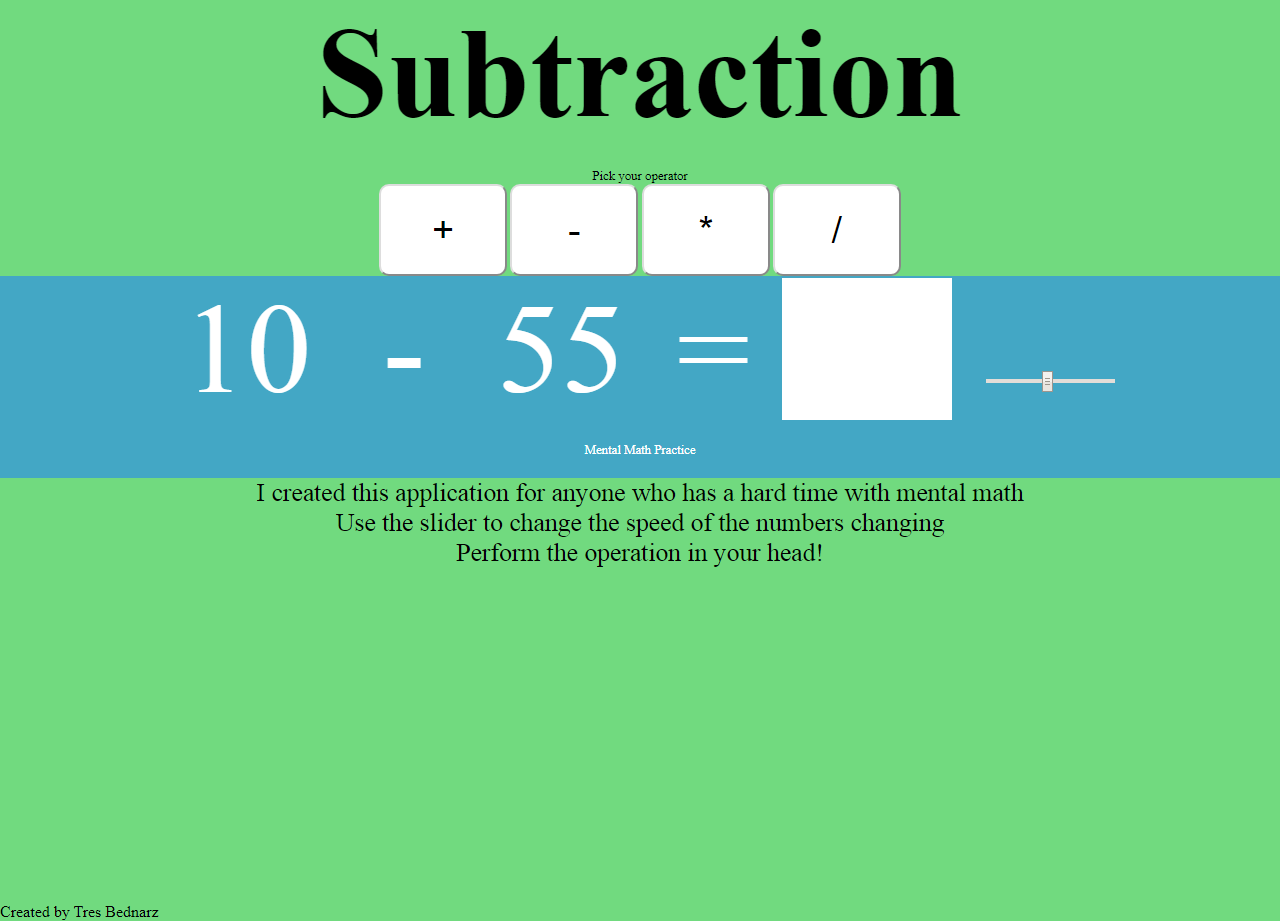 Subtraction
Pick your operator
+ - * /
10 - 55 =
Mental Math Practice
I created this application for anyone who has a hard time with mental math
Use the slider to change the speed of the numbers changing
Perform the operation in your head!
Created by Tres Bednarz